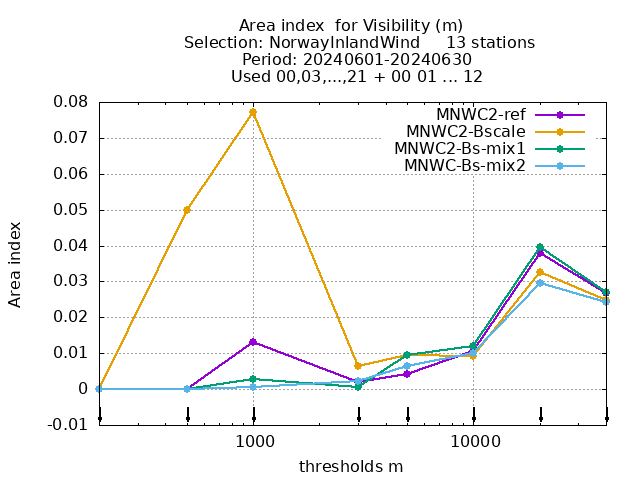 Area index  for Visibility (m)
Selection: NorwayInlandWind     13 stations
Period: 20240601-20240630
Used 00,03,...,21 + 00 01 ... 12
MNWC2-ref
MNWC2-Bscale
MNWC2-Bs-mix1
MNWC-Bs-mix2
0.08
0.07
0.06
0.05
0.04
0.03
0.02
0.01
0
-0.01
Area index
1000
10000
thresholds m